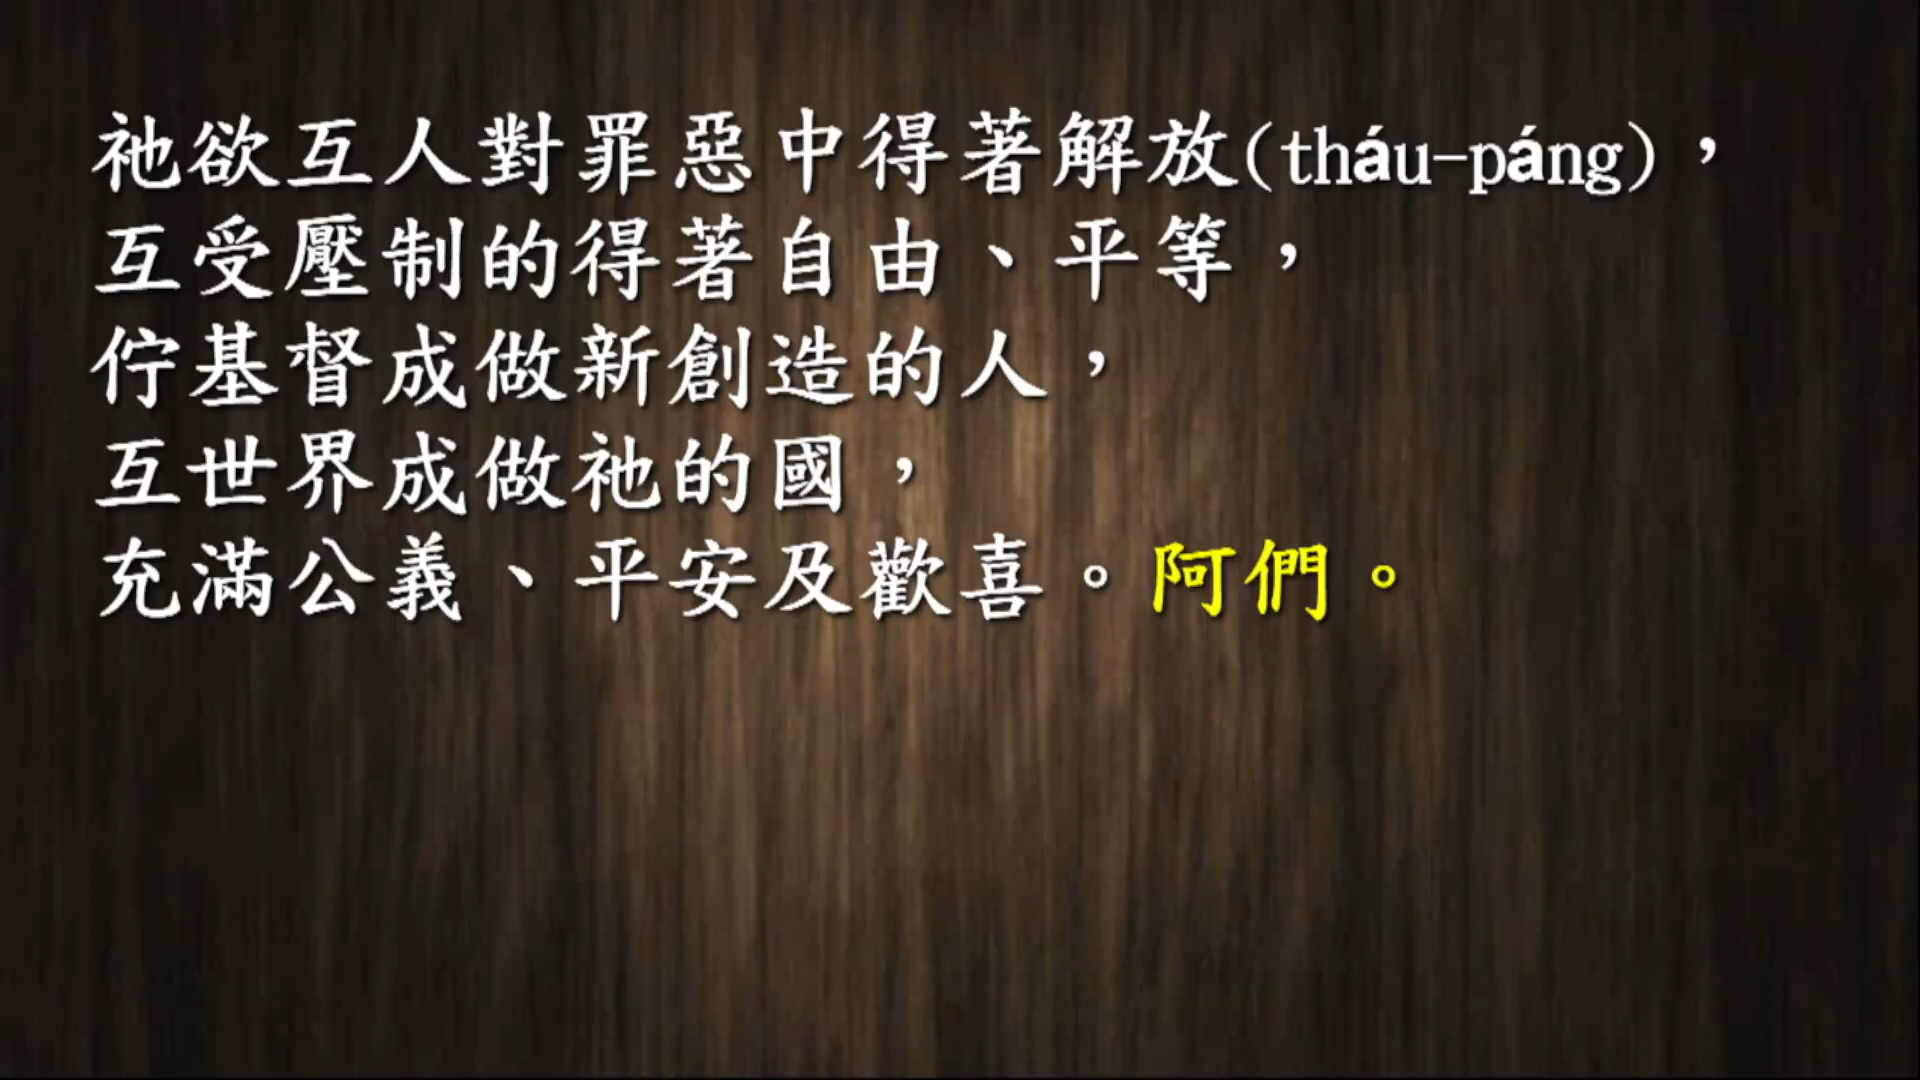 祂欲互人對罪惡中得著解放(tháu-páng)，
互受壓制的得著自由、平等，
佇基督成做新創造的人，
互世界成做祂的國，
充滿公義、平安及歡喜。阿們。